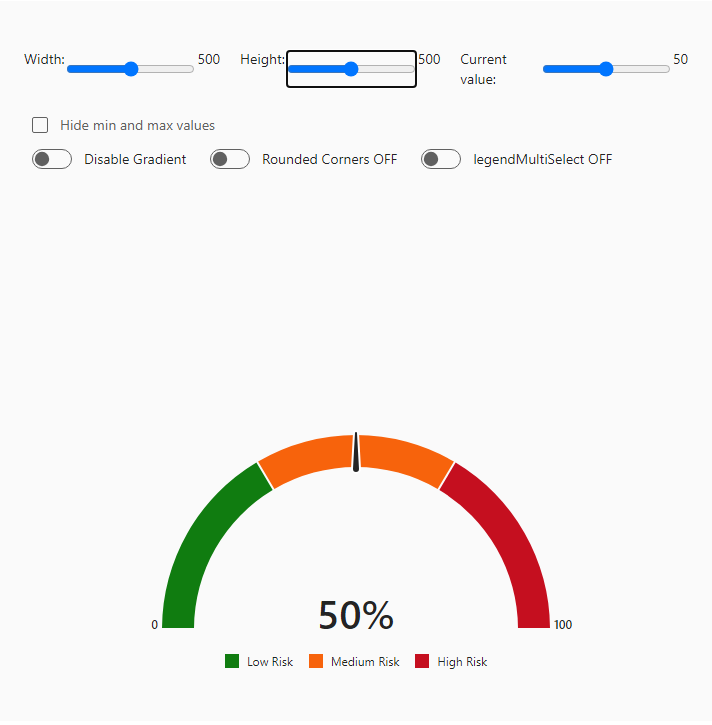 Width: 500 Height: 500 Current value: 50
Hide min and max values
Disable Gradient Rounded Corners OFF legendMultiSelect OFF
50%
0 100
Low Risk Medium Risk High Risk